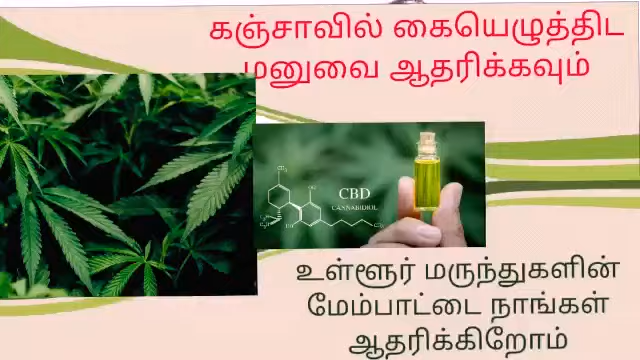 கஞ்சாவில் கையெழுத்திட
மனுவை ஆதரிக்கவும்
CBD
CANNABIDIOL
உள்ளூர் மருந்துகளின்
மேம்பாட்டை நாங்கள்
ஆதரிக்கிறோம்